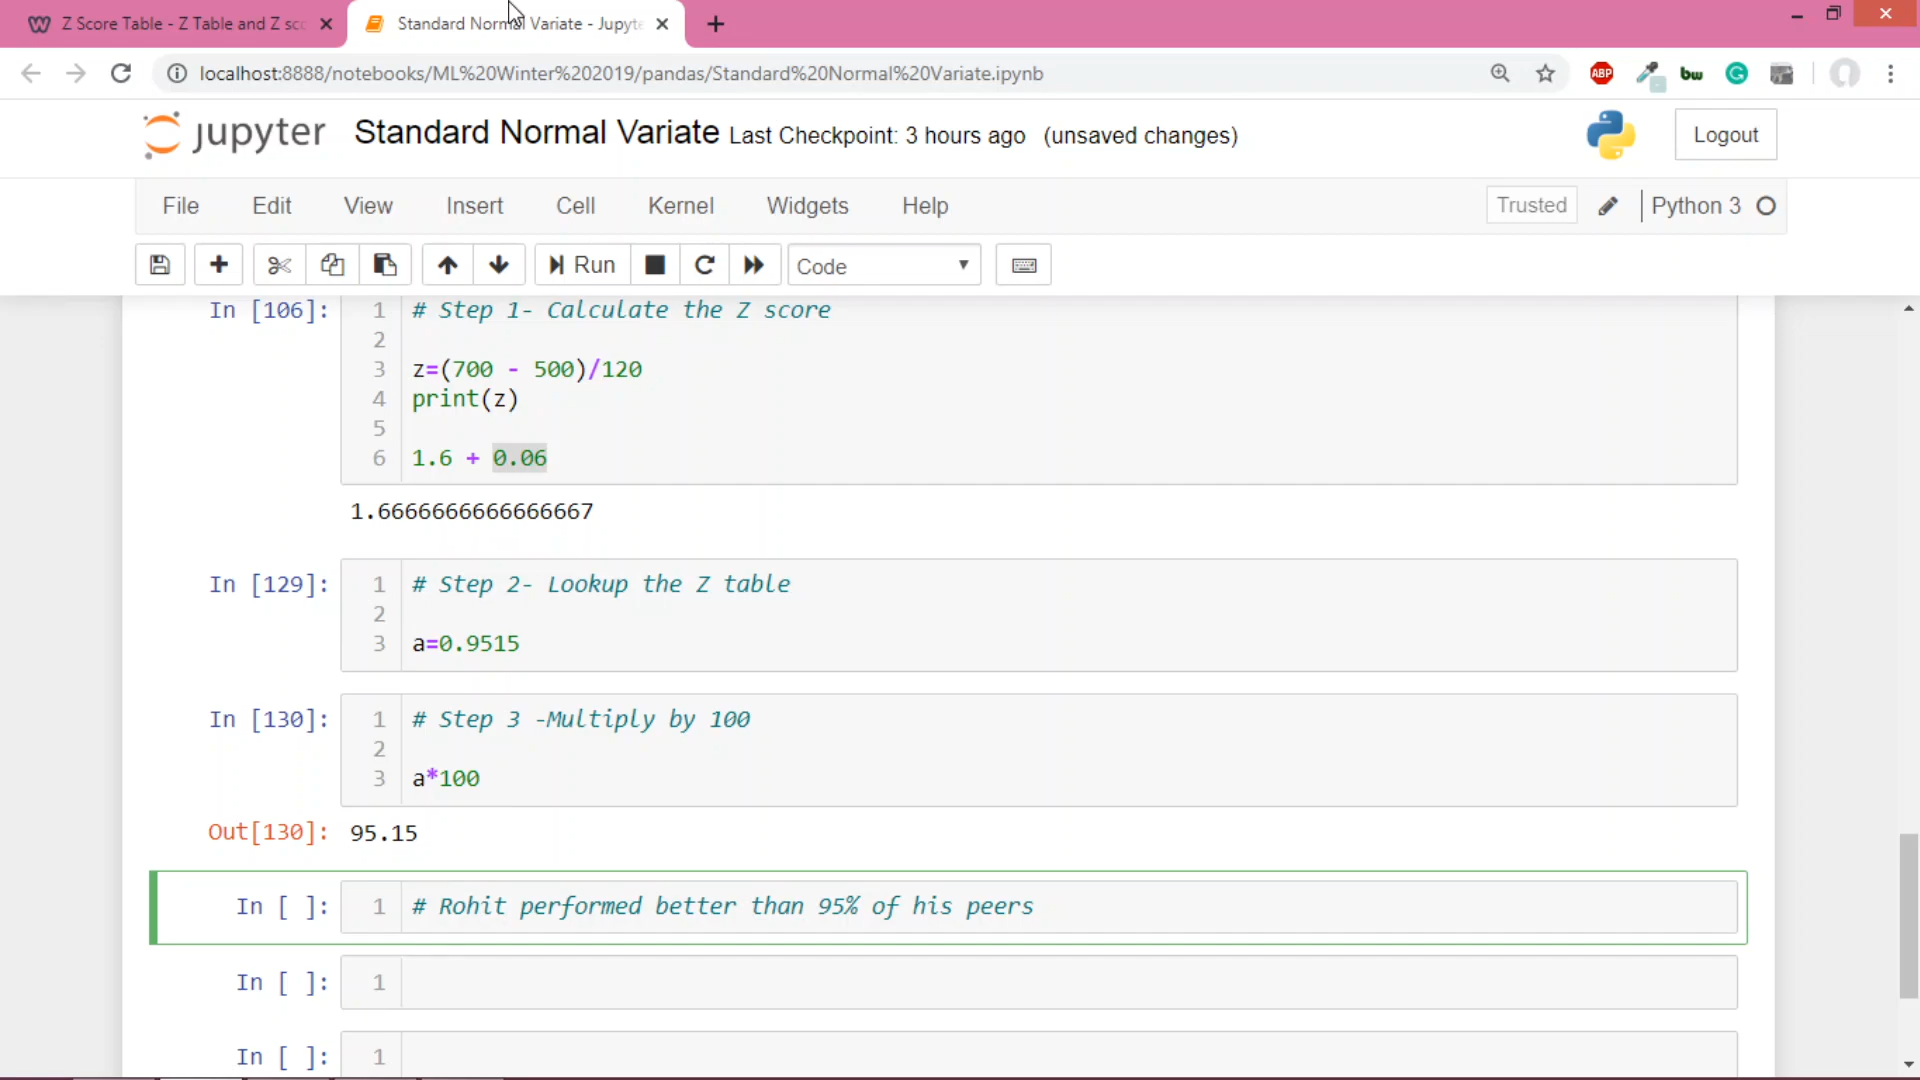 Z Score Table - Z Table and Z sco
Standard Normal Variate - Jupyte
localhost:8888/notebooks/ML%20Winter%202019/pandas/Standard%20Normal%20Variate.ipynb
ABP
bw
jupyter Standard Normal Variate Last Checkpoint: 3 hours ago (unsaved changes)
Logout
File Edit View Insert Cell Kernel Widgets Help
Trusted Python 3
Run Code
In [106]:
1 # Step 1- Calculate the Z score
2
3 z=(700 - 500)/120
4 print(z)
5
6 1.6 + 0.06
1.6666666666666667
In [129]:
1 # Step 2- Lookup the Z table
2
3 a=0.9515
In [130]:
1 # Step 3 -Multiply by 100
2
3 a*100
Out[130]: 95.15
In [ ]: 1 # Rohit performed better than 95% of his peers
In [ ]: 1
In [ ]: 1